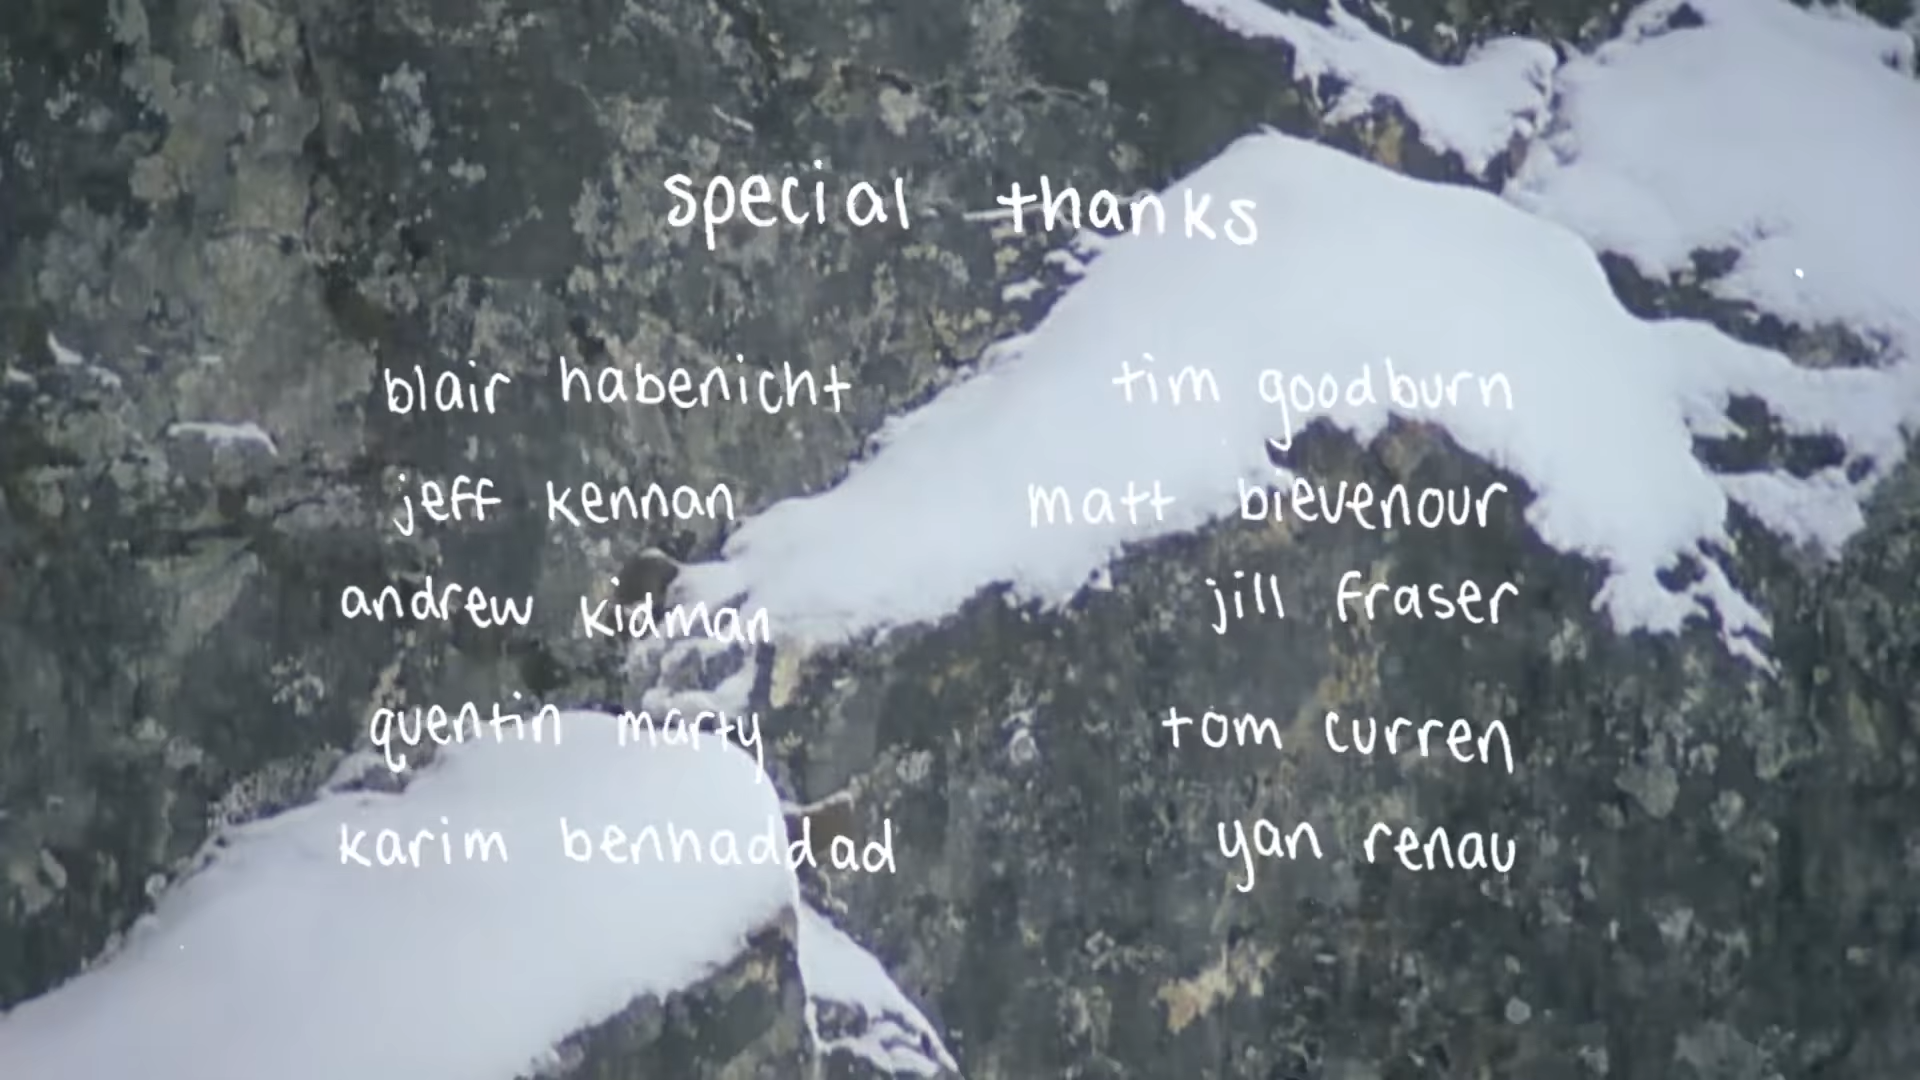 special thanks
blair habenicht
jeff kennan
andrew kidman
quentin marty
karim benhaddad
tim goodburn
matt bievenour
jill fraser
tom curren
yan renau